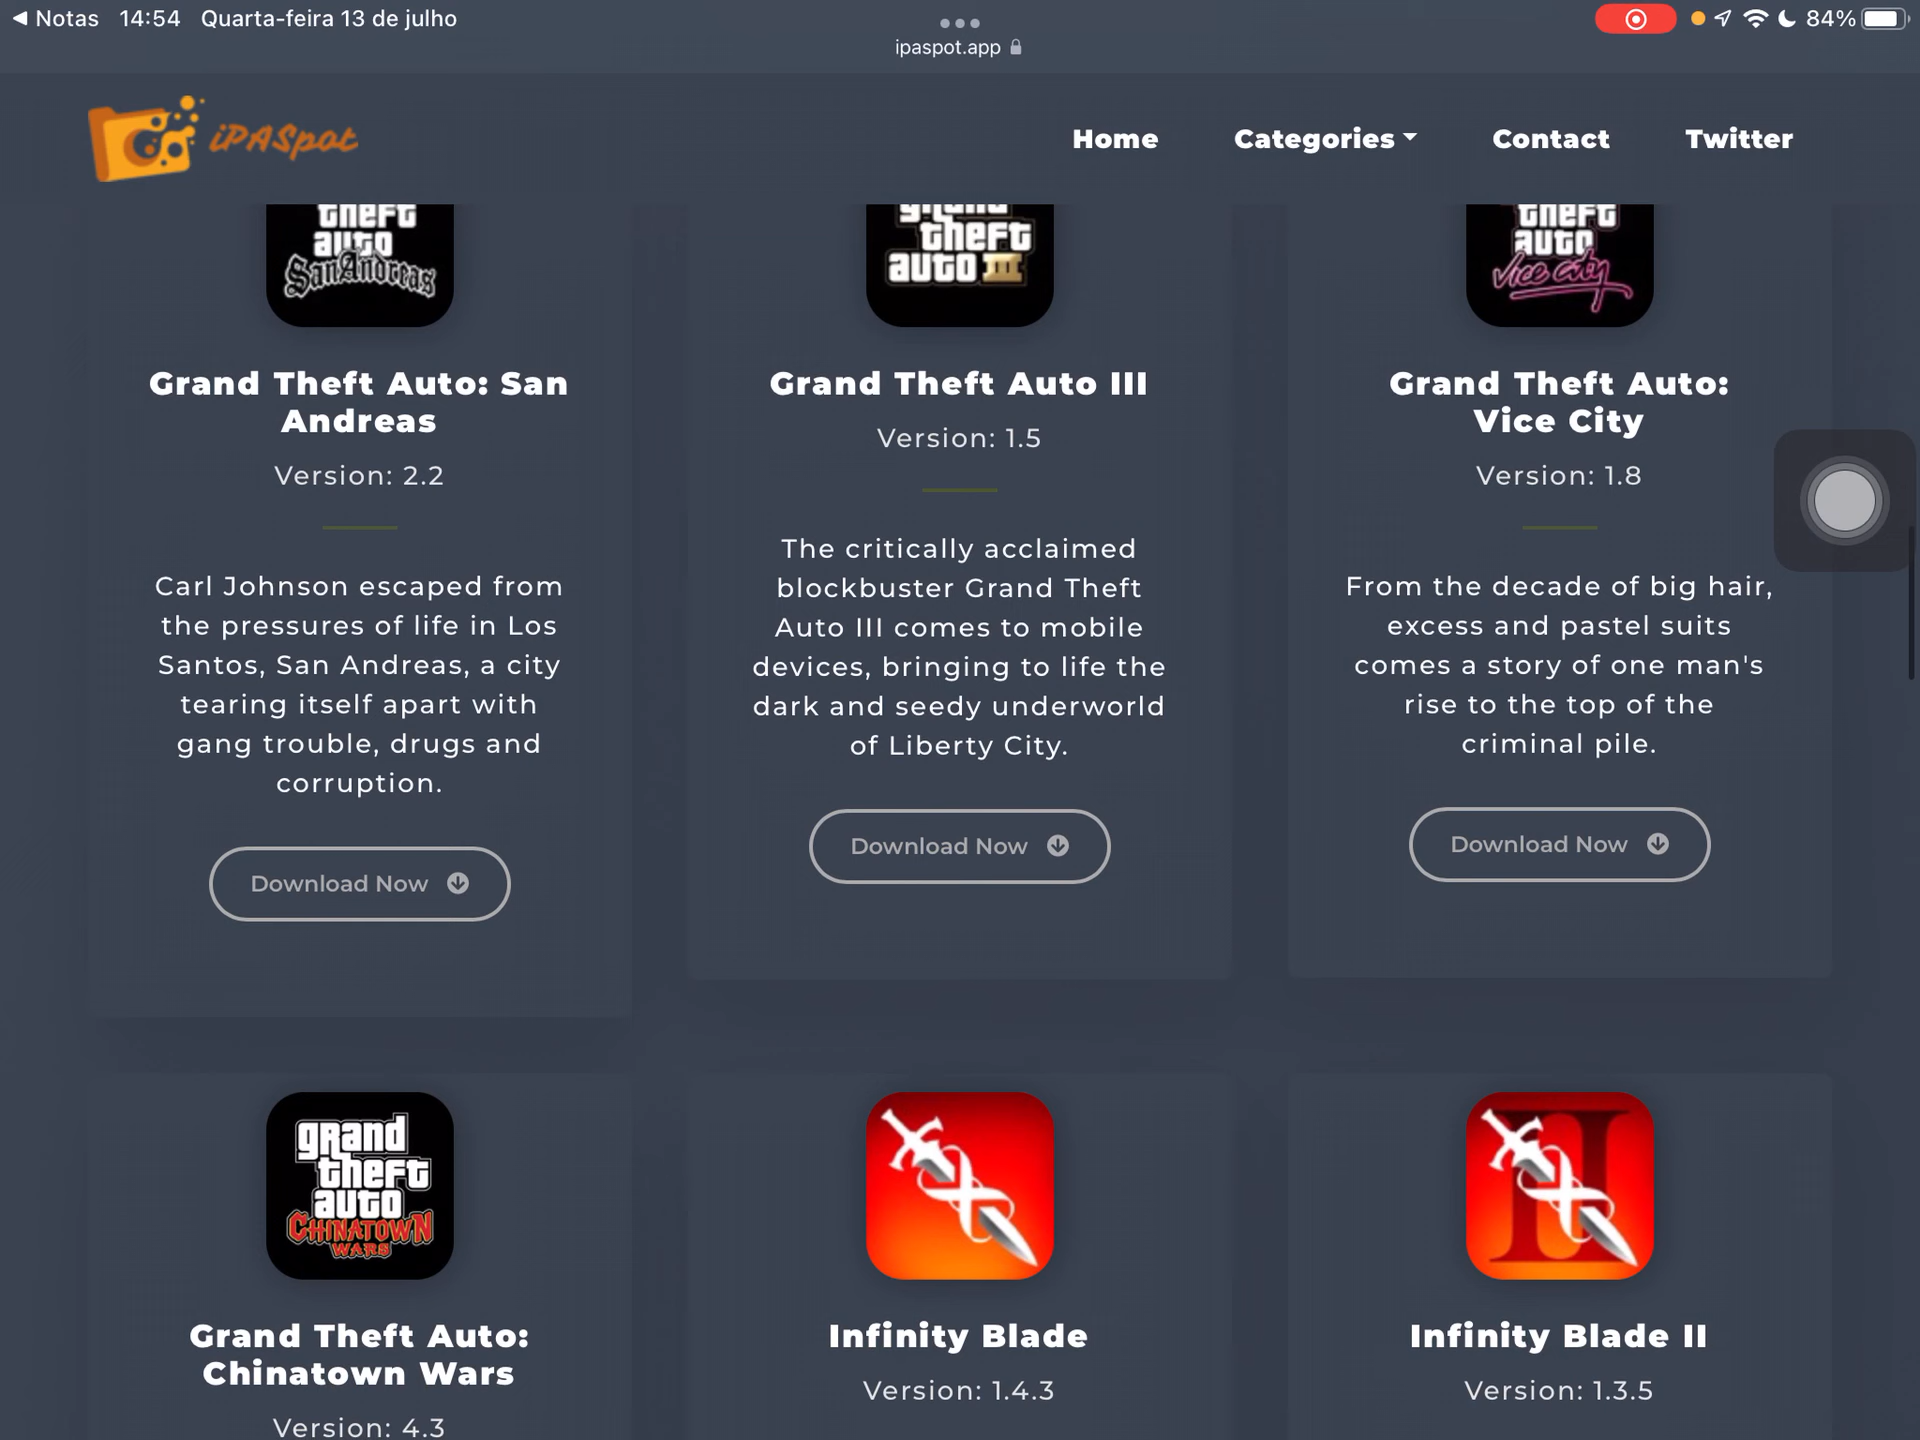 ◀ Notas 14:54 Quarta-feira 13 de julho
84%
ipaspot.app
iPASpot
Home Categories Contact Twitter
theft
auto
San Andreas
grand
theft
auto III
theft
auto
vice city
Grand Theft Auto: San
Andreas
Version: 2.2
Carl Johnson escaped from
the pressures of life in Los
Santos, San Andreas, a city
tearing itself apart with
gang trouble, drugs and
corruption.
Download Now
Grand Theft Auto III
Version: 1.5
The critically acclaimed
blockbuster Grand Theft
Auto III comes to mobile
devices, bringing to life the
dark and seedy underworld
of Liberty City.
Download Now
Grand Theft Auto:
Vice City
Version: 1.8
From the decade of big hair,
excess and pastel suits
comes a story of one man's
rise to the top of the
criminal pile.
Download Now
grand
theft
auto
CHINATOWN
WARS
II
Grand Theft Auto:
Chinatown Wars
Version: 4.3
Infinity Blade
Version: 1.4.3
Infinity Blade II
Version: 1.3.5